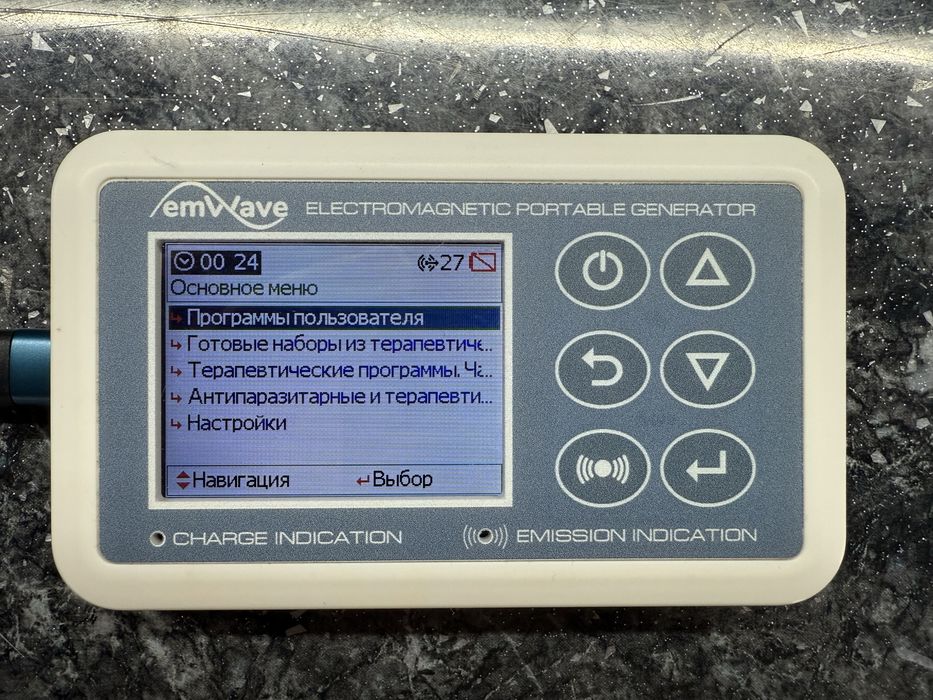 emWave ELECTROMAGNETIC PORTABLE GENERATOR
00 24 27
Основное меню
Программы пользователя
Готовые наборы из терапевтиче...
Терапевтические программы. Ча...
Антипаразитарные и терапевти...
Настройки
Навигация Выбор
CHARGE INDICATION EMISSION INDICATION